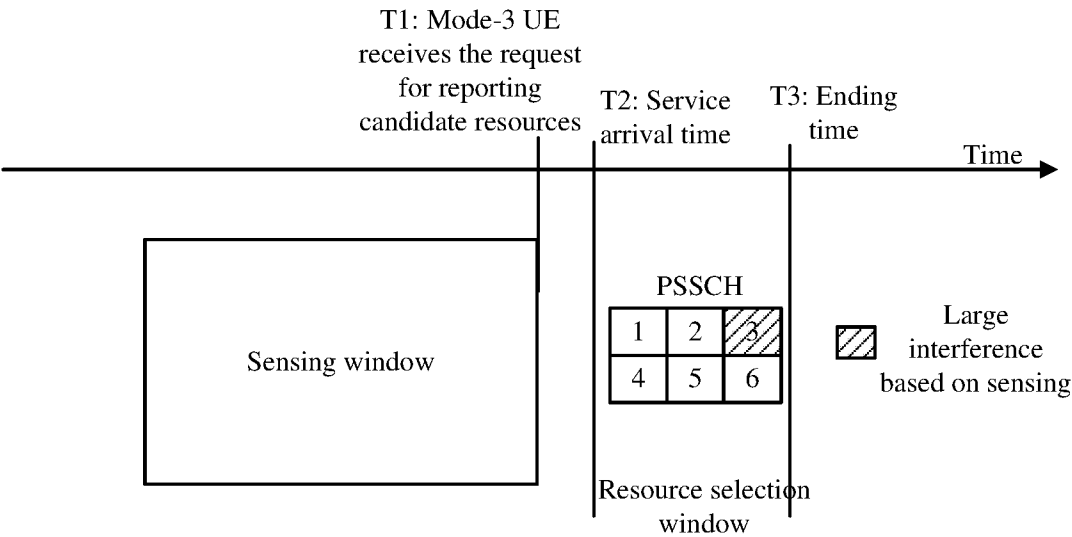 T1: Mode-3 UE
receives the request
for reporting
candidate resources
T2: Service
arrival time
T3: Ending
time
Time
Sensing window
PSSCH
1 2 3
4 5 6
Large
interference
based on sensing
Resource selection
window